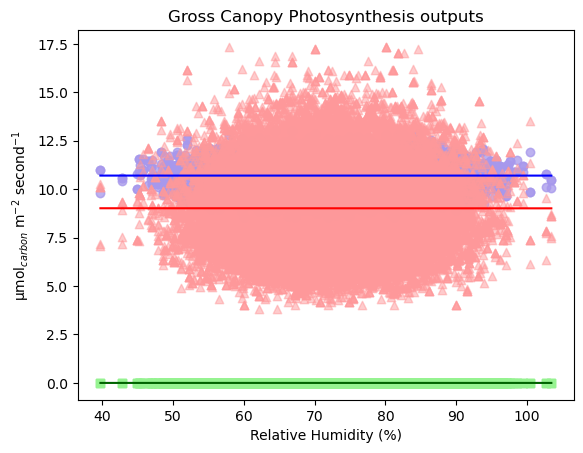 Gross Canopy Photosynthesis outputs
17.5
15.0
12.5
10.0
7.5
5.0
2.5
0.0
µmol_carbon m⁻² second⁻¹
40 50 60 70 80 90 100
Relative Humidity (%)